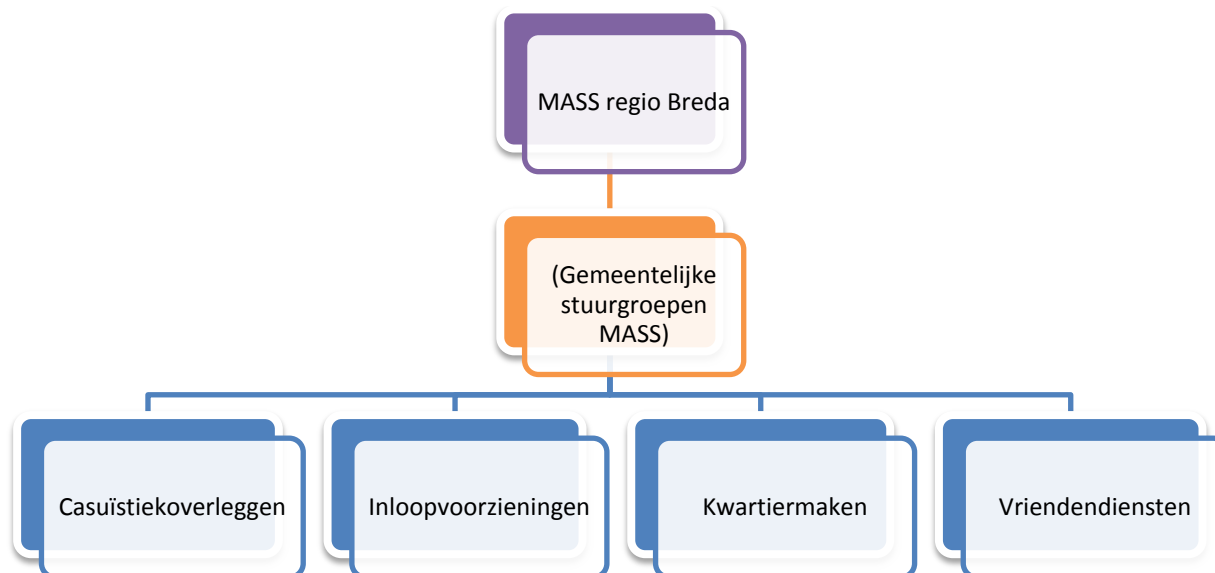 MASS regio Breda
(Gemeentelijke
stuurgroepen
MASS)
Casuïstiekoverleggen
Inloopvoorzieningen
Kwartiermaken
Vriendendiensten